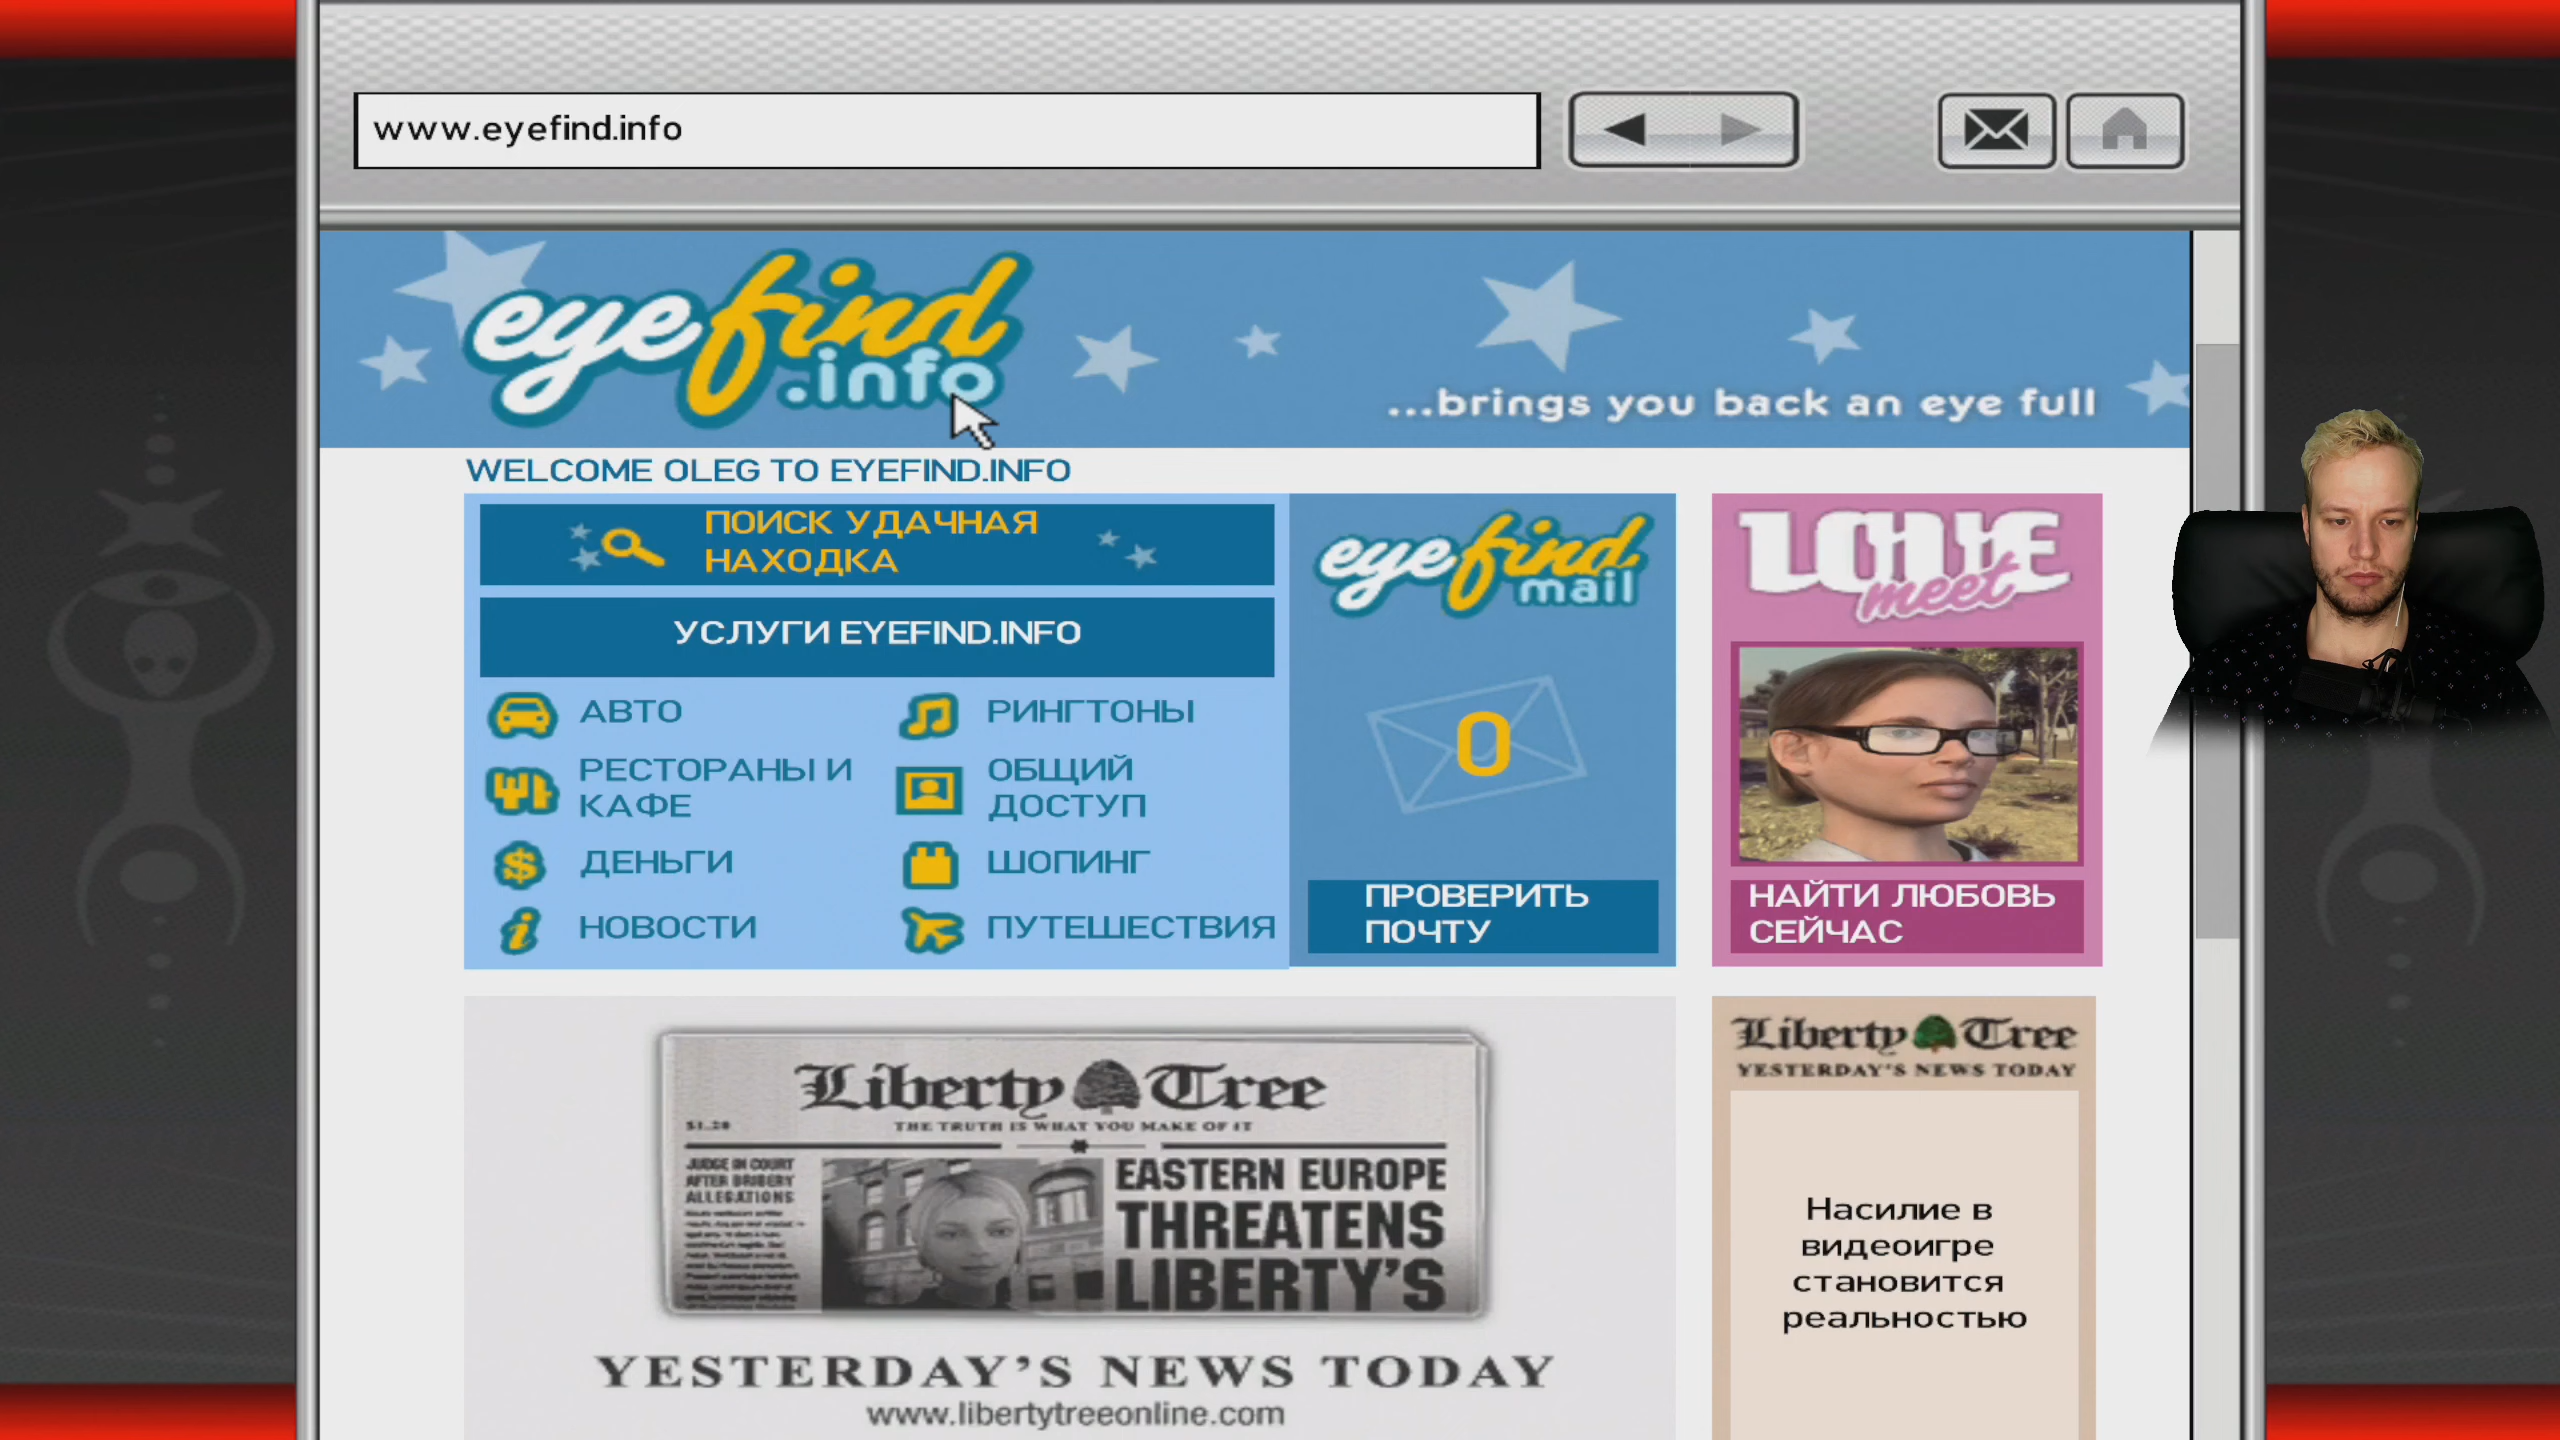 www.eyefind.info
eyefind
.info
...brings you back an eye full
WELCOME OLEG TO EYEFIND.INFO
ПОИСК УДАЧНАЯ
НАХОДКА
УСЛУГИ EYEFIND.INFO
АВТО
РИНГТОНЫ
РЕСТОРАНЫ И
КАФЕ
ОБЩИЙ
ДОСТУП
ДЕНЬГИ
ШОПИНГ
НОВОСТИ
ПУТЕШЕСТВИЯ
eyefind
mail
0
ПРОВЕРИТЬ
ПОЧТУ
LOVE
meet
НАЙТИ ЛЮБОВЬ
СЕЙЧАС
Liberty Tree
$1.20
THE TRUTH IS WHAT YOU MAKE OF IT
JUDGE IN COURT
AFTER BRIBERY
ALLEGATIONS
EASTERN EUROPE
THREATENS
LIBERTY'S
YESTERDAY'S NEWS TODAY
www.libertytreeonline.com
Liberty Tree
YESTERDAY'S NEWS TODAY
Насилие в
видеоигре
становится
реальностью